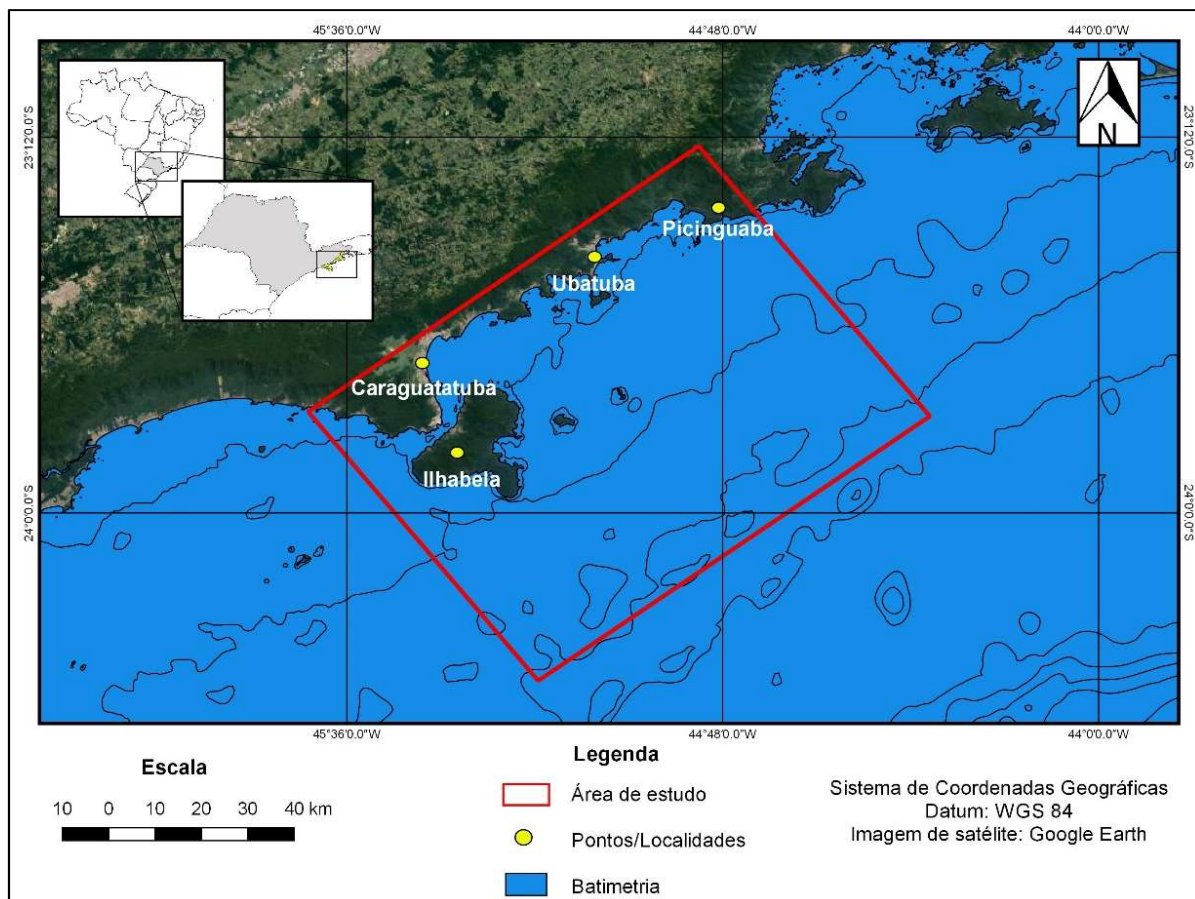 45°36'0.0"W
44°48'0.0"W
44°0'0.0"W
23°12'0.0"S
23°12'0.0"S
N
Picinguaba
Ubatuba
Caraguatatuba
Ilhabela
24°0'0.0"S
24°0'0.0"S
45°36'0.0"W
44°48'0.0"W
44°0'0.0"W
Escala
10 0 10 20 30 40 km
Legenda
Área de estudo
Pontos/Localidades
Batimetria
Sistema de Coordenadas Geográficas
Datum: WGS 84
Imagem de satélite: Google Earth